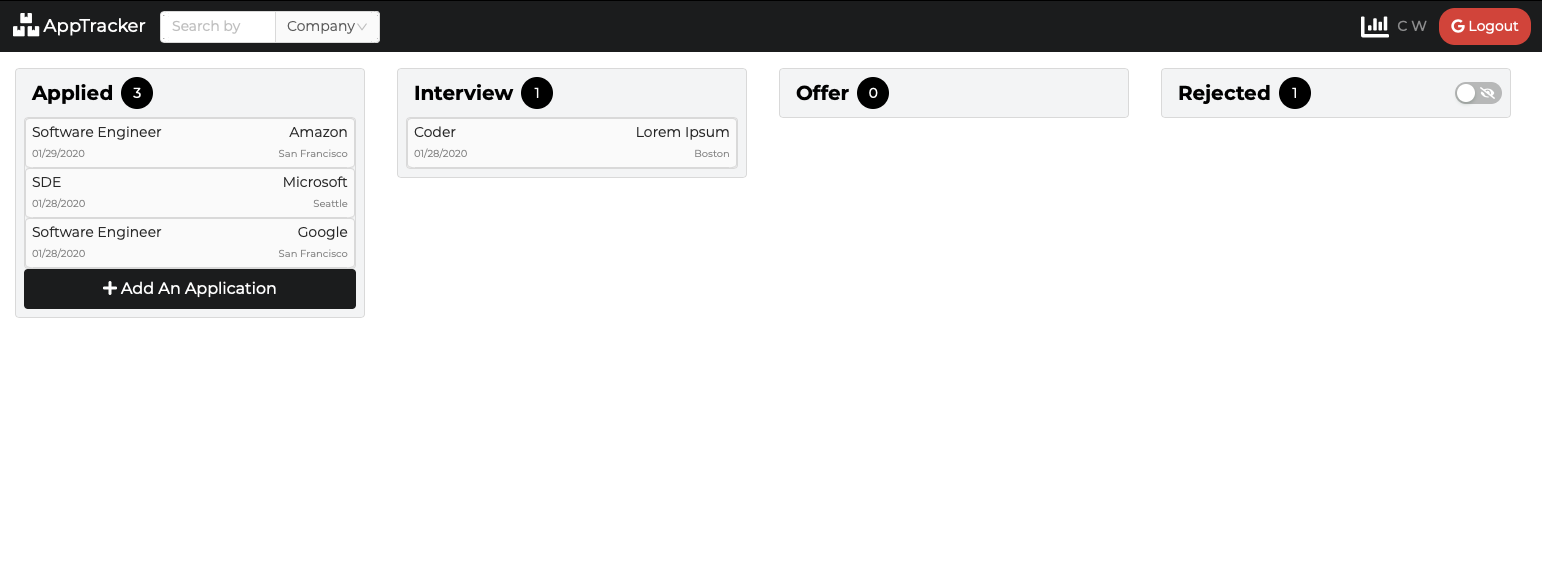 AppTracker Search by Company C W Logout
Applied 3
Software Engineer Amazon
01/29/2020 San Francisco
SDE Microsoft
01/28/2020 Seattle
Software Engineer Google
01/28/2020 San Francisco
Add An Application
Interview 1
Coder Lorem Ipsum
01/28/2020 Boston
Offer 0
Rejected 1